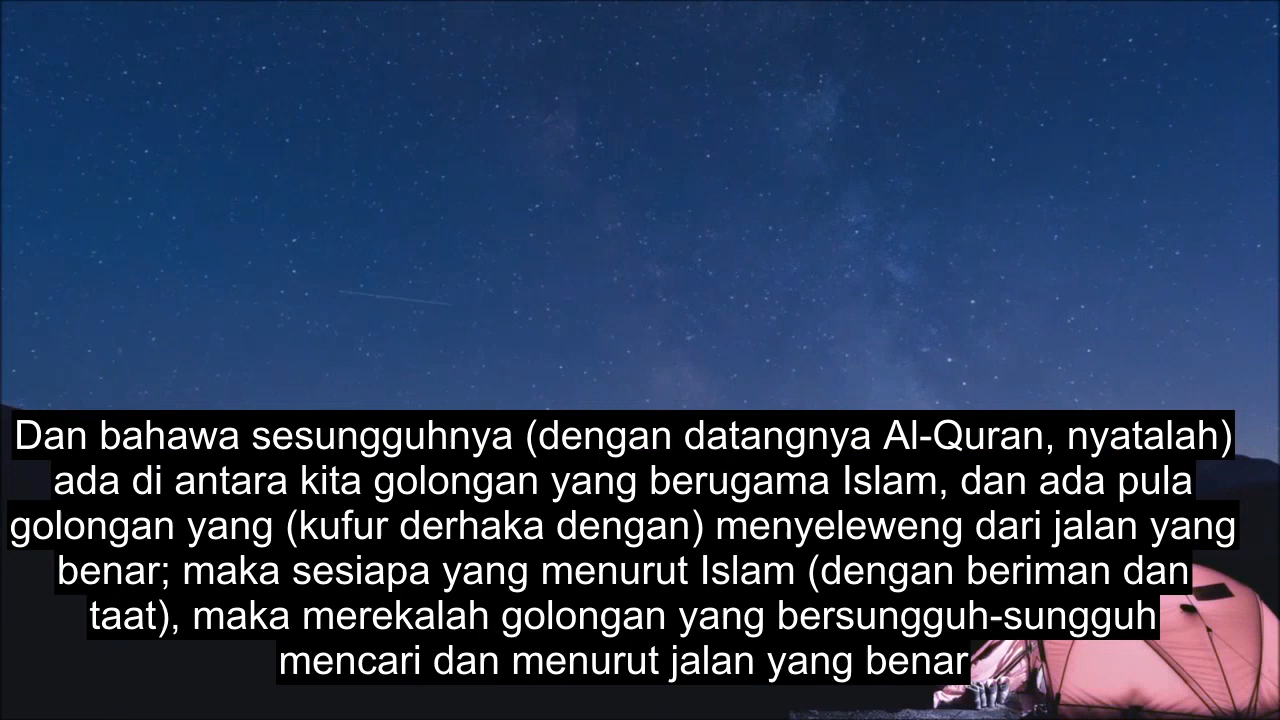 Dan bahawa sesungguhnya (dengan datangnya Al-Quran, nyatalah)
ada di antara kita golongan yang berugama Islam, dan ada pula
golongan yang (kufur derhaka dengan) menyeleweng dari jalan yang
benar; maka sesiapa yang menurut Islam (dengan beriman dan
taat), maka merekalah golongan yang bersungguh-sungguh
mencari dan menurut jalan yang benar